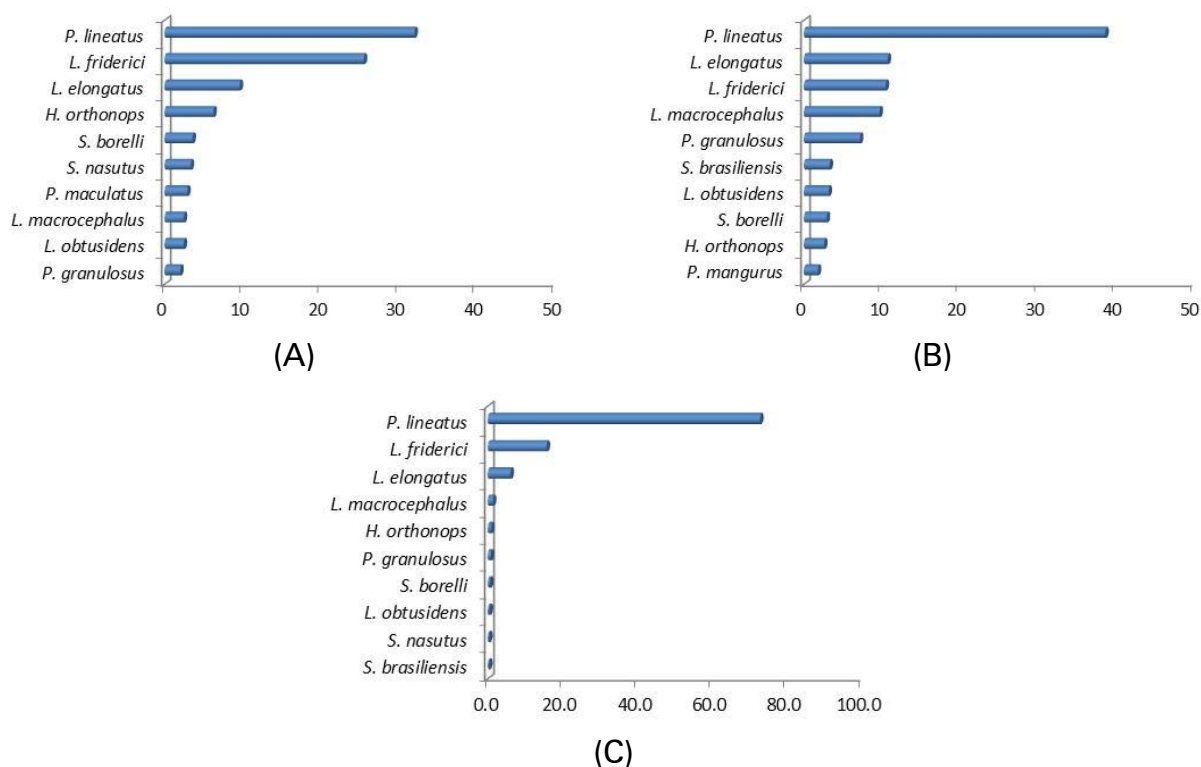 P. lineatus
L. friderici
L. elongatus
H. orthonops
S. borelli
S. nasutus
P. maculatus
L. macrocephalus
L. obtusidens
P. granulosus
0 10 20 30 40 50
(A)
P. lineatus
L. elongatus
L. friderici
L. macrocephalus
P. granulosus
S. brasiliensis
L. obtusidens
S. borelli
H. orthonops
P. mangurus
0 10 20 30 40 50
(B)
P. lineatus
L. friderici
L. elongatus
L. macrocephalus
H. orthonops
P. granulosus
S. borelli
L. obtusidens
S. nasutus
S. brasiliensis
0.0 20.0 40.0 60.0 80.0 100.0
(C)